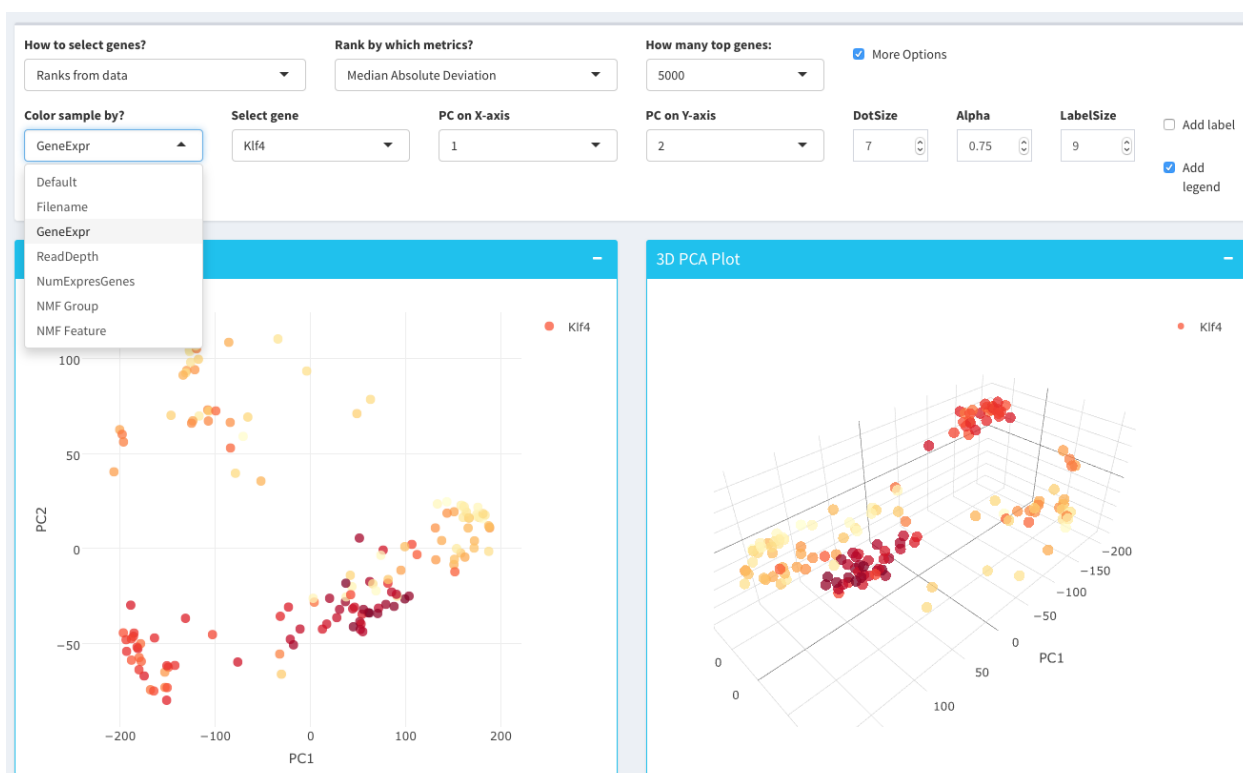 How to select genes? Rank by which metrics? How many top genes:
Ranks from data Median Absolute Deviation 5000 More Options
Color sample by? Select gene PC on X-axis PC on Y-axis DotSize Alpha LabelSize
GeneExpr Klf4 1 2 7 0.75 9 Add label
Add
legend
Default
Filename
GeneExpr
ReadDepth
NumExpresGenes
NMF Group
NMF Feature
3D PCA Plot
Klf4
100
50
0
−50
PC2
−200 −100 0 100 200
PC1
Klf4
−200
−150
−100
−50
0
50
100
PC1
0
0